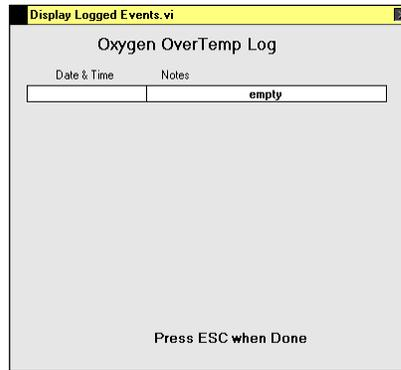 Display Logged Events.vi
Oxygen OverTemp Log
Date & Time Notes
empty
Press ESC when Done